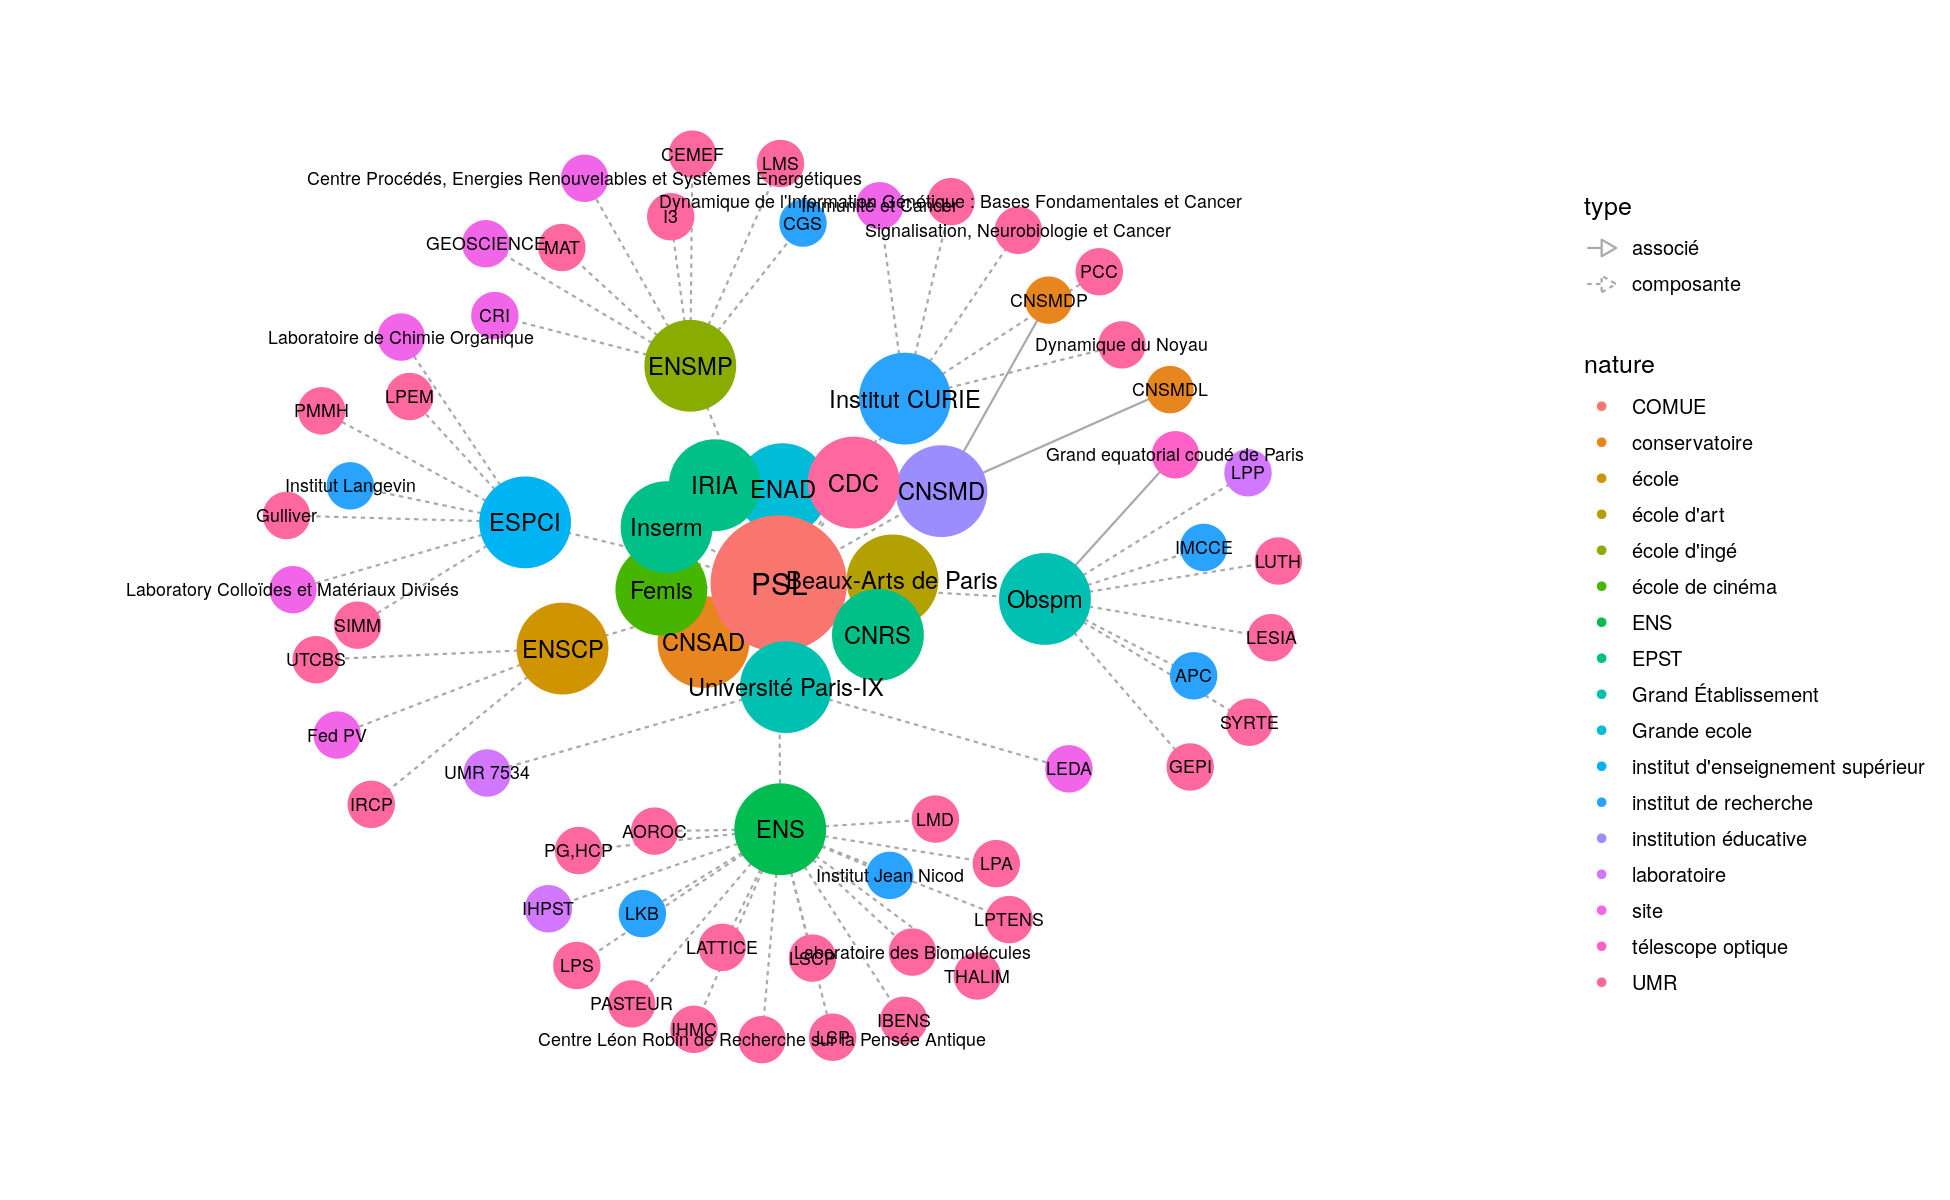 CEMEF
LMS
Centre Procédés, Energies Renouvelables et Systèmes Energétiques
Dynamique de l'Information Génétique : Bases Fondamentales et Cancer
Immunité et Cancer
I3
CGS
Signalisation, Neurobiologie et Cancer
GEOSCIENCE
MAT
PCC
CNSMDP
CRI
Laboratoire de Chimie Organique
Dynamique du Noyau
ENSMP
CNSMDL
LPEM
Institut CURIE
PMMH
Grand equatorial coudé de Paris
LPP
IRIA
ENAD
CDC
CNSMD
Institut Langevin
Gulliver
ESPCI
Inserm
IMCCE
LUTH
PSL
Beaux-Arts de Paris
Laboratory Colloïdes et Matériaux Divisés
Femis
Obspm
SIMM
CNSAD
CNRS
LESIA
ENSCP
UTCBS
APC
Université Paris-IX
SYRTE
Fed PV
UMR 7534
LEDA
GEPI
IRCP
LMD
AOROC
ENS
PG,HCP
LPA
Institut Jean Nicod
IHPST
LKB
LPTENS
LATTICE
LSCP
Laboratoire des Biomolécules
LPS
THALIM
PASTEUR
IBENS
IHMC
Centre Léon Robin de Recherche sur la Pensée Antique
LSP
type
associé
composante
nature
COMUE
conservatoire
école
école d'art
école d'ingé
école de cinéma
ENS
EPST
Grand Établissement
Grande ecole
institut d'enseignement supérieur
institut de recherche
institution éducative
laboratoire
site
télescope optique
UMR